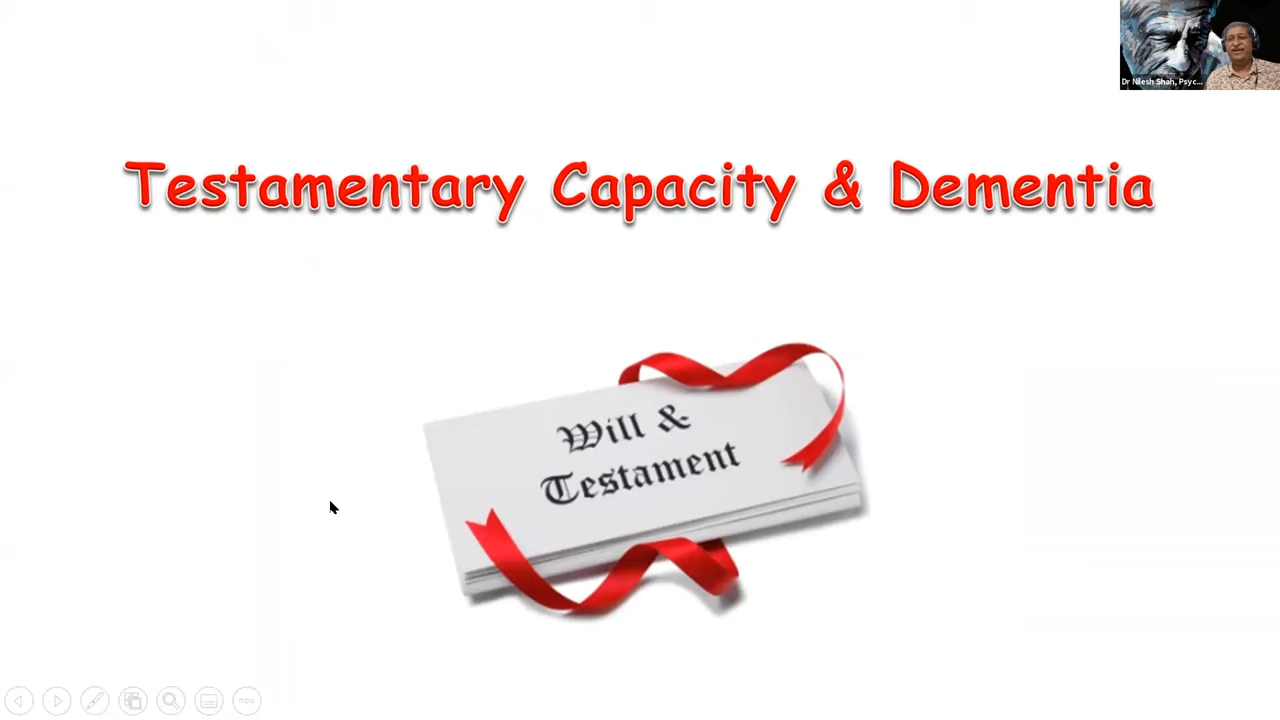 Dr Nilesh Shah, Psyc...
Testamentary Capacity & Dementia
Will &
Testament